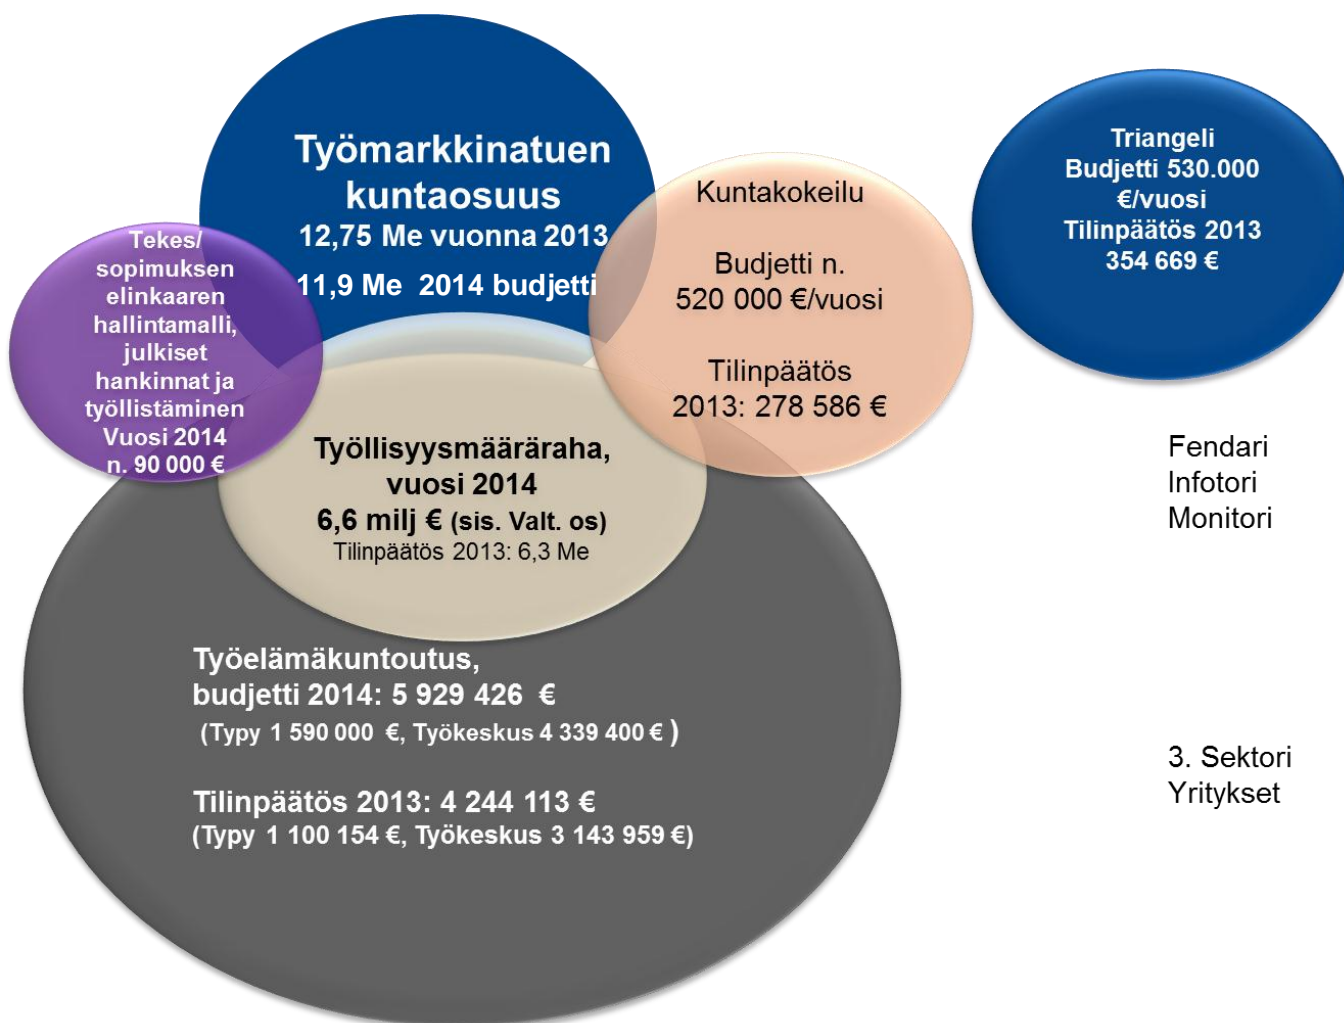 Työmarkkinatuen
kuntaosuus
12,75 Me vuonna 2013
11,9 Me 2014 budjetti
Tekes/
sopimuksen
elinkaaren
hallintamalli,
julkiset
hankinnat ja
työllistäminen
Vuosi 2014
n. 90 000 €
Kuntakokeilu
Budjetti n.
520 000 €/vuosi
Tilinpäätös
2013: 278 586 €
Triangeli
Budjetti 530.000
€/vuosi
Tilinpäätös 2013
354 669 €
Työllisyysmääräraha,
vuosi 2014
6,6 milj € (sis. Valt. os)
Tilinpäätös 2013: 6,3 Me
Fendari
Infotori
Monitori
Työelämäkuntoutus,
budjetti 2014: 5 929 426 €
(Typy 1 590 000 €, Työkeskus 4 339 400 € )
Tilinpäätös 2013: 4 244 113 €
(Typy 1 100 154 €, Työkeskus 3 143 959 €)
3. Sektori
Yritykset